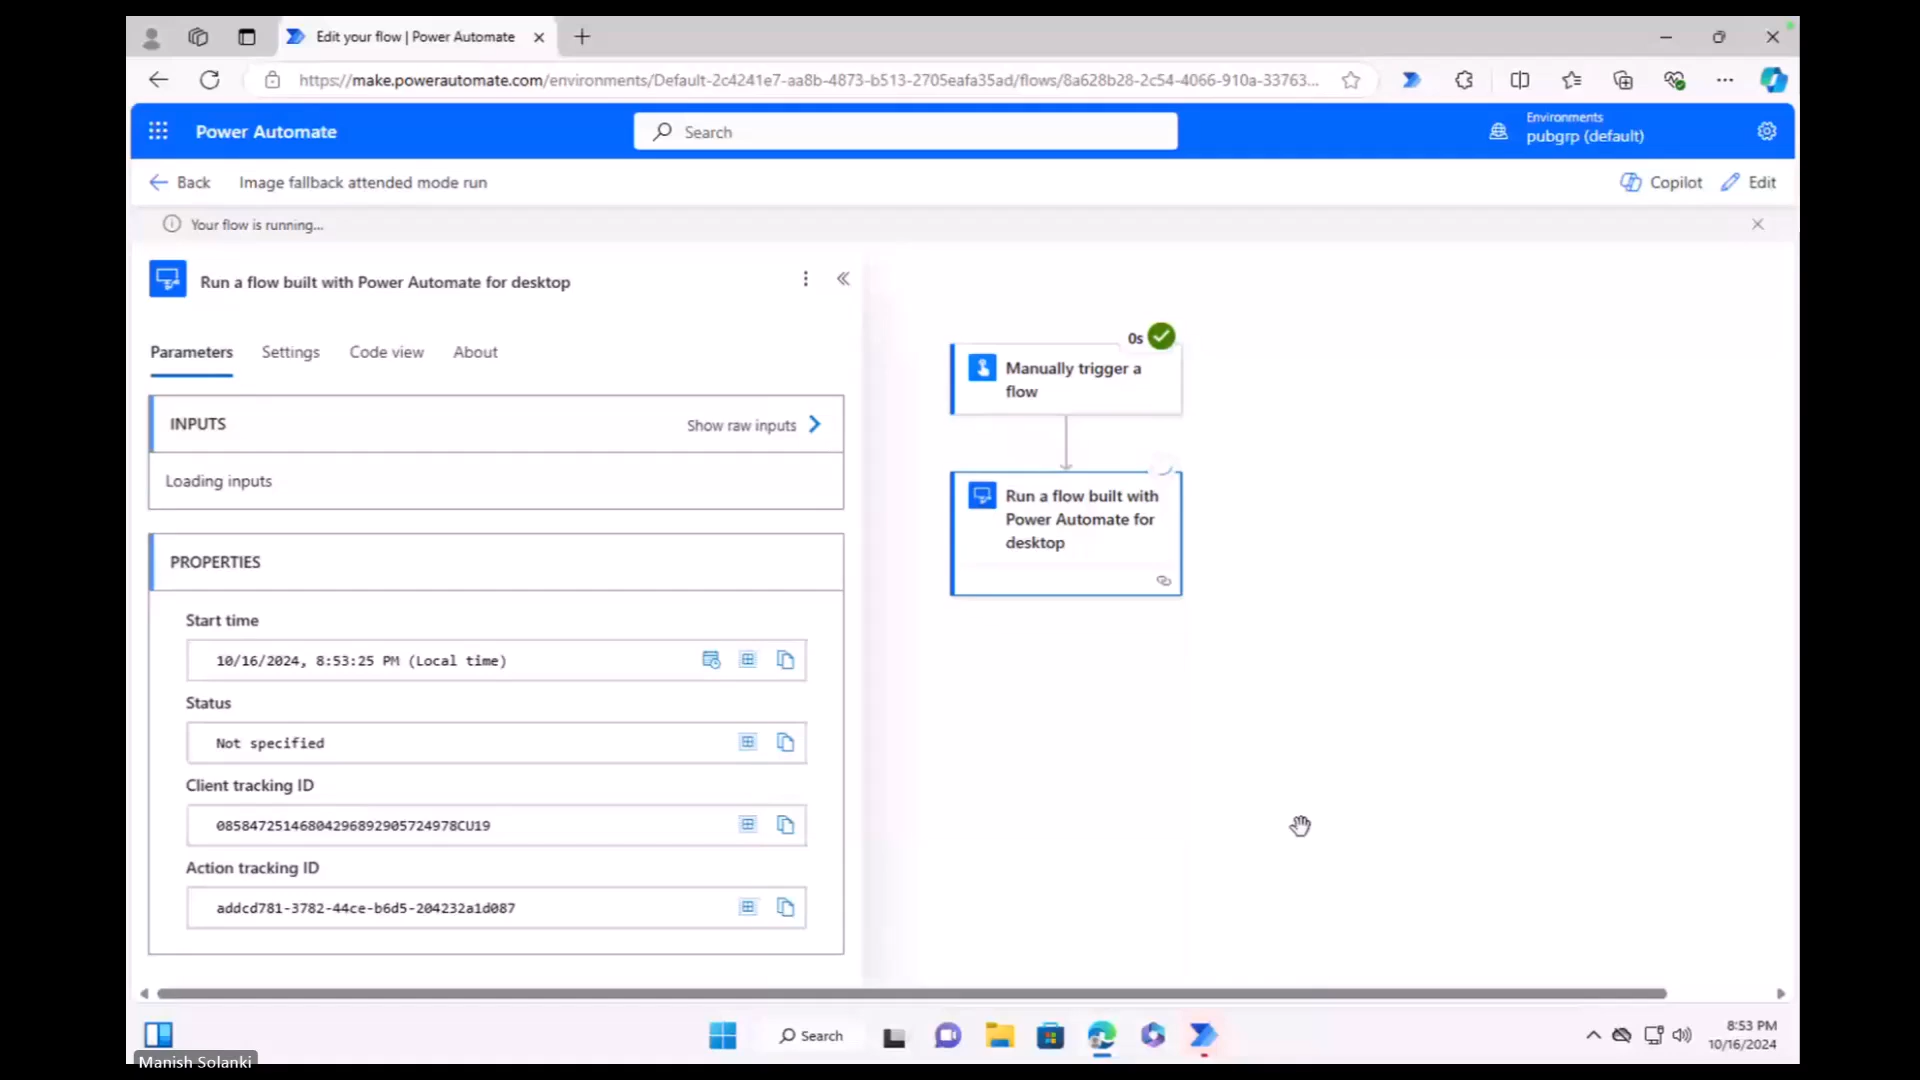 Edit your flow | Power Automate
https://make.powerautomate.com/environments/Default-2c4241e7-aa8b-4873-b513-2705eafa35ad/flows/8a628b28-2c54-4066-910a-33763...
Power Automate
Search
Environments
pubgrp (default)
Back
Image fallback attended mode run
Copilot
Edit
Your flow is running...
Run a flow built with Power Automate for desktop
Parameters
Settings
Code view
About
INPUTS
Show raw inputs
Loading inputs
PROPERTIES
Start time
10/16/2024, 8:53:25 PM (Local time)
Status
Not specified
Client tracking ID
08584725146804296892905724978CU19
Action tracking ID
addcd781-3782-44ce-b6d5-204232a1d087
0s
Manually trigger a
flow
Run a flow built with
Power Automate for
desktop
Search
8:53 PM
10/16/2024
Manish Solanki